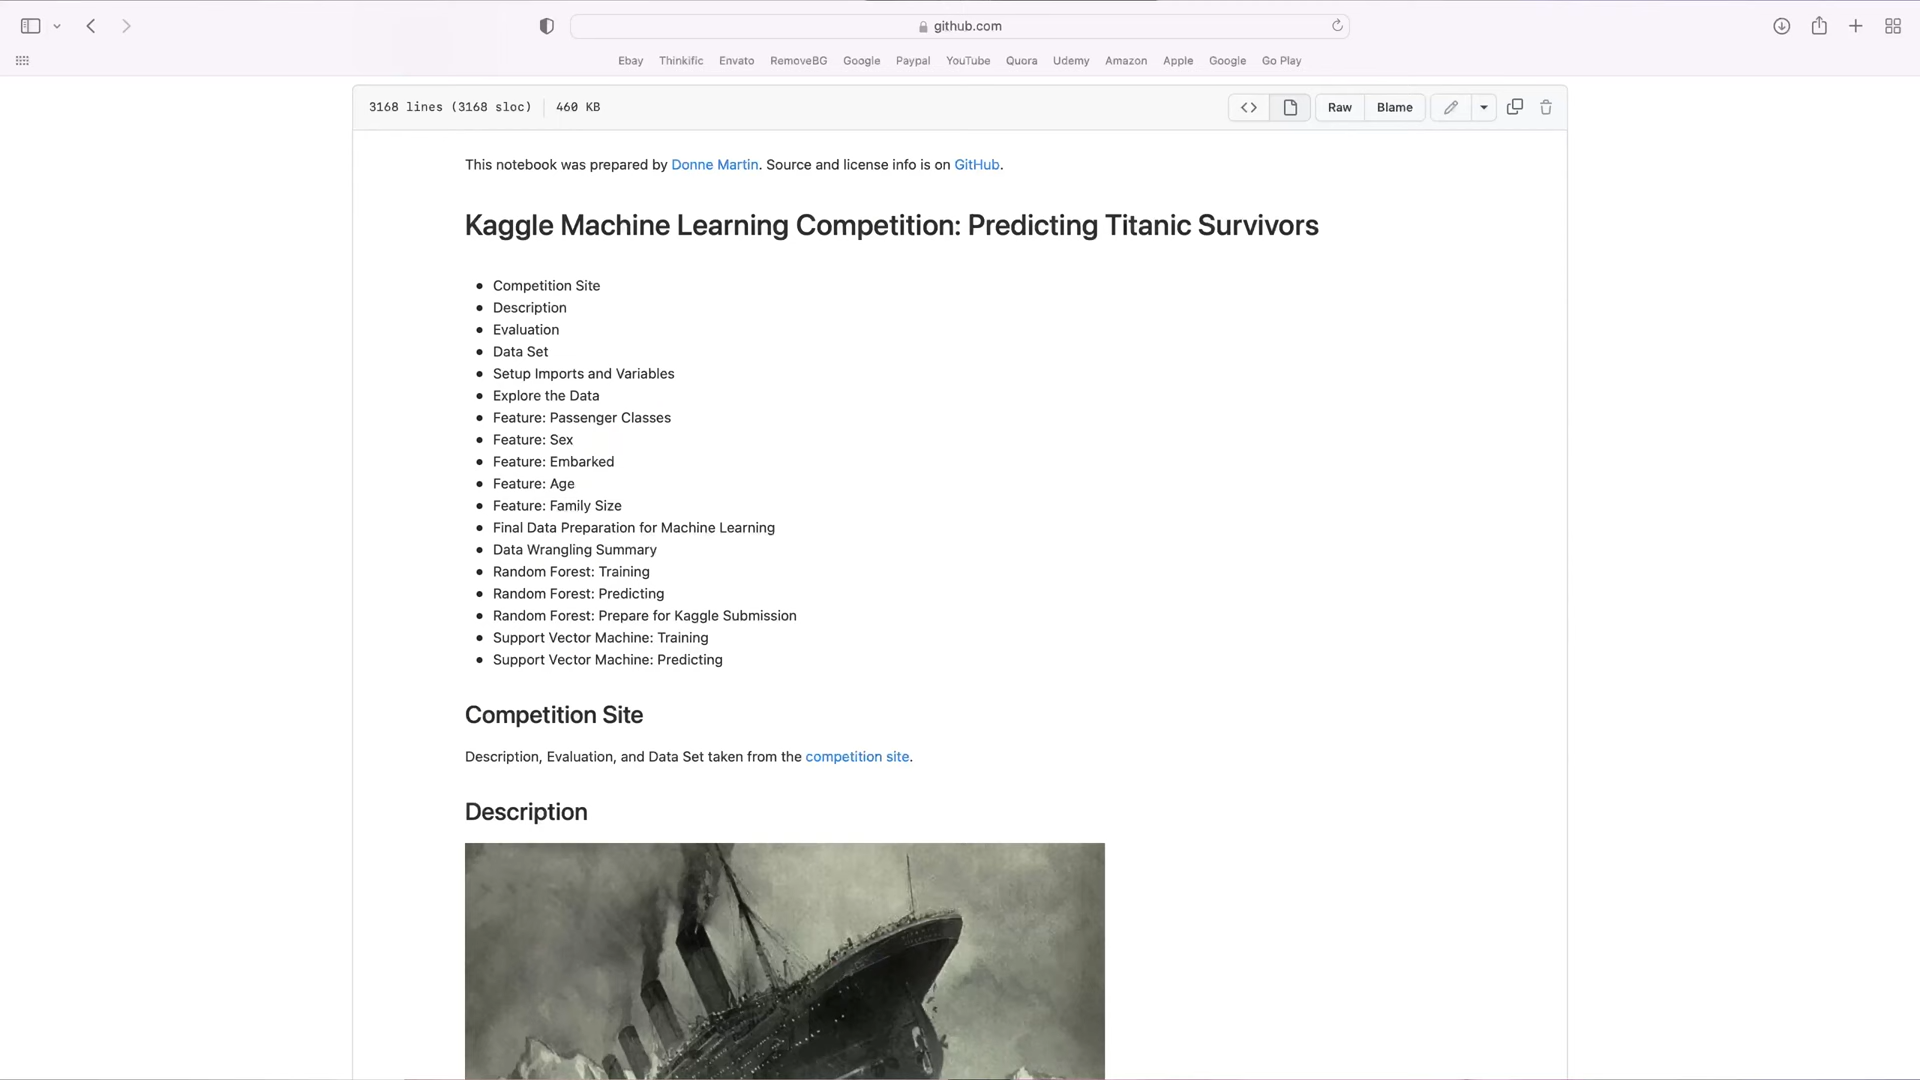 github.com
Ebay Thinkific Envato RemoveBG Google Paypal YouTube Quora Udemy Amazon Apple Google Go Play
3168 lines (3168 sloc) 460 KB Raw Blame
This notebook was prepared by Donne Martin. Source and license info is on GitHub.
Kaggle Machine Learning Competition: Predicting Titanic Survivors
• Competition Site
• Description
• Evaluation
• Data Set
• Setup Imports and Variables
• Explore the Data
• Feature: Passenger Classes
• Feature: Sex
• Feature: Embarked
• Feature: Age
• Feature: Family Size
• Final Data Preparation for Machine Learning
• Data Wrangling Summary
• Random Forest: Training
• Random Forest: Predicting
• Random Forest: Prepare for Kaggle Submission
• Support Vector Machine: Training
• Support Vector Machine: Predicting
Competition Site
Description, Evaluation, and Data Set taken from the competition site.
Description